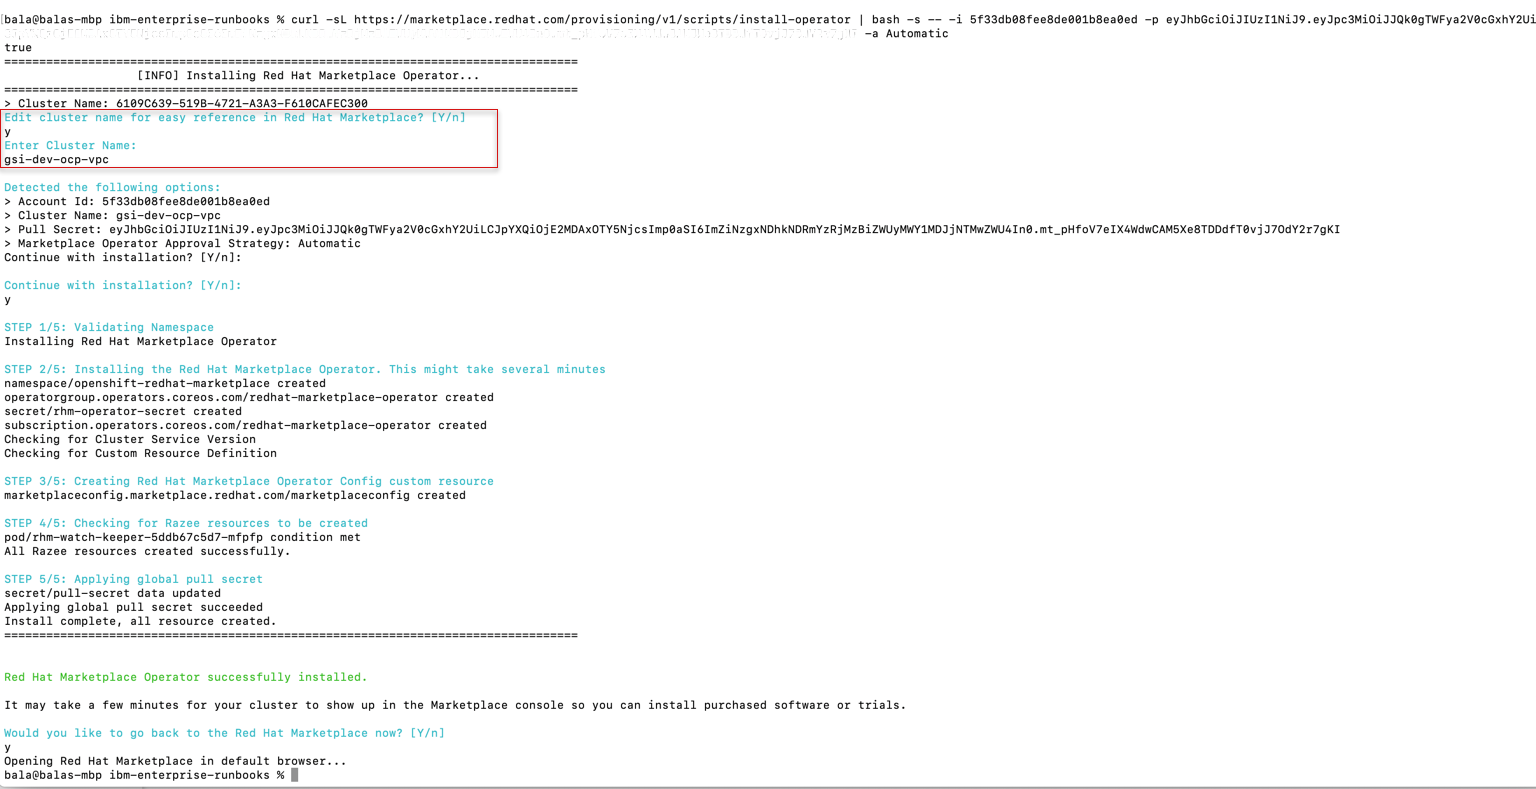 bala@balas-mbp ibm-enterprise-runbooks % curl -sL https://marketplace.redhat.com/provisioning/v1/scripts/install-operator | bash -s -- -i 5f33db08fee8de001b8ea0ed -p eyJhbGciOiJIUzI1NiJ9.eyJpc3MiOiJJQk0gTWFya2V0cGxhY2Ui
-a Automatic
true
==================================================================================
[INFO] Installing Red Hat Marketplace Operator...
==================================================================================
> Cluster Name: 6109C639-519B-4721-A3A3-F610CAFEC300
Edit cluster name for easy reference in Red Hat Marketplace? [Y/n]
y
Enter Cluster Name:
gsi-dev-ocp-vpc
Detected the following options:
> Account Id: 5f33db08fee8de001b8ea0ed
> Cluster Name: gsi-dev-ocp-vpc
> Pull Secret: eyJhbGciOiJIUzI1NiJ9.eyJpc3MiOiJJQk0gTWFya2V0cGxhY2UiLCJpYXQiOjE2MDAxOTY5NjcsImp0aSI6ImZiNzgxNDhkNDRmYzRjMzBiZWUyMWY1MDJjNTMwZWU4In0.mt_pHfoV7eIX4WdwCAM5Xe8TDDdfT0vjJ7OdY2r7gKI
> Marketplace Operator Approval Strategy: Automatic
Continue with installation? [Y/n]:
Continue with installation? [Y/n]:
y
STEP 1/5: Validating Namespace
Installing Red Hat Marketplace Operator
STEP 2/5: Installing the Red Hat Marketplace Operator. This might take several minutes
namespace/openshift-redhat-marketplace created
operatorgroup.operators.coreos.com/redhat-marketplace-operator created
secret/rhm-operator-secret created
subscription.operators.coreos.com/redhat-marketplace-operator created
Checking for Cluster Service Version
Checking for Custom Resource Definition
STEP 3/5: Creating Red Hat Marketplace Operator Config custom resource
marketplaceconfig.marketplace.redhat.com/marketplaceconfig created
STEP 4/5: Checking for Razee resources to be created
pod/rhm-watch-keeper-5ddb67c5d7-mfpfp condition met
All Razee resources created successfully.
STEP 5/5: Applying global pull secret
secret/pull-secret data updated
Applying global pull secret succeeded
Install complete, all resource created.
==================================================================================
Red Hat Marketplace Operator successfully installed.
It may take a few minutes for your cluster to show up in the Marketplace console so you can install purchased software or trials.
Would you like to go back to the Red Hat Marketplace now? [Y/n]
y
Opening Red Hat Marketplace in default browser...
bala@balas-mbp ibm-enterprise-runbooks %